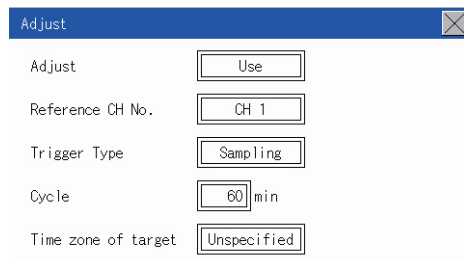 Adjust
Adjust Use
Reference CH No. CH 1
Trigger Type Sampling
Cycle 60 min
Time zone of target Unspecified